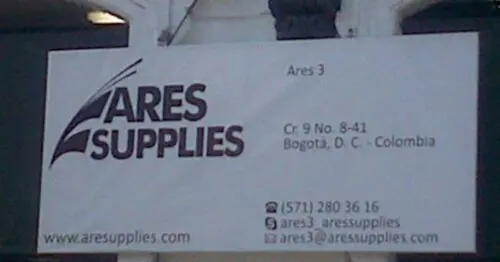 ARES
SUPPLIES
Ares 3
Cr. 9 No. 8-41
Bogotá, D. C. - Colombia
(571) 280 36 16
ares3_aressupplies
ares3@aressupplies.com
www.aresupplies.com